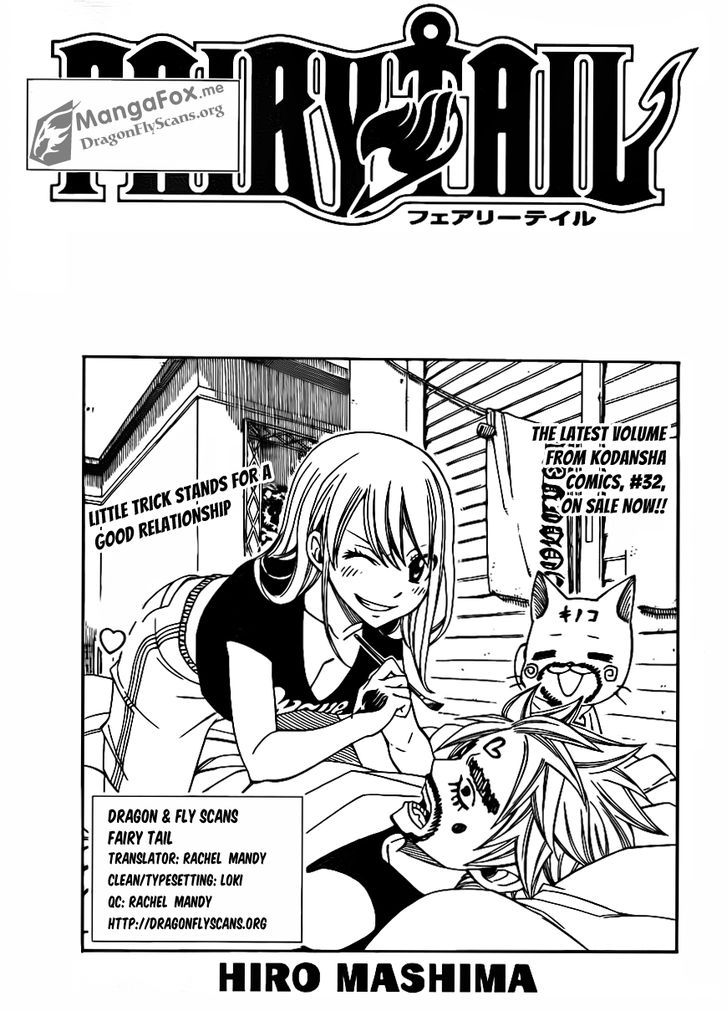 FAIRY TAIL
MangaFox.me
DragonFlyScans.org
フェアリーテイル
LITTLE TRICK STANDS FOR A
GOOD RELATIONSHIP
THE LATEST VOLUME
FROM KODANSHA
COMICS, #32,
ON SALE NOW!!
キノコ
DRAGON & FLY SCANS
FAIRY TAIL
TRANSLATOR: RACHEL MANDY
CLEAN/TYPESETTING: LOKI
QC: RACHEL MANDY
HTTP://DRAGONFLYSCANS.ORG
HIRO MASHIMA